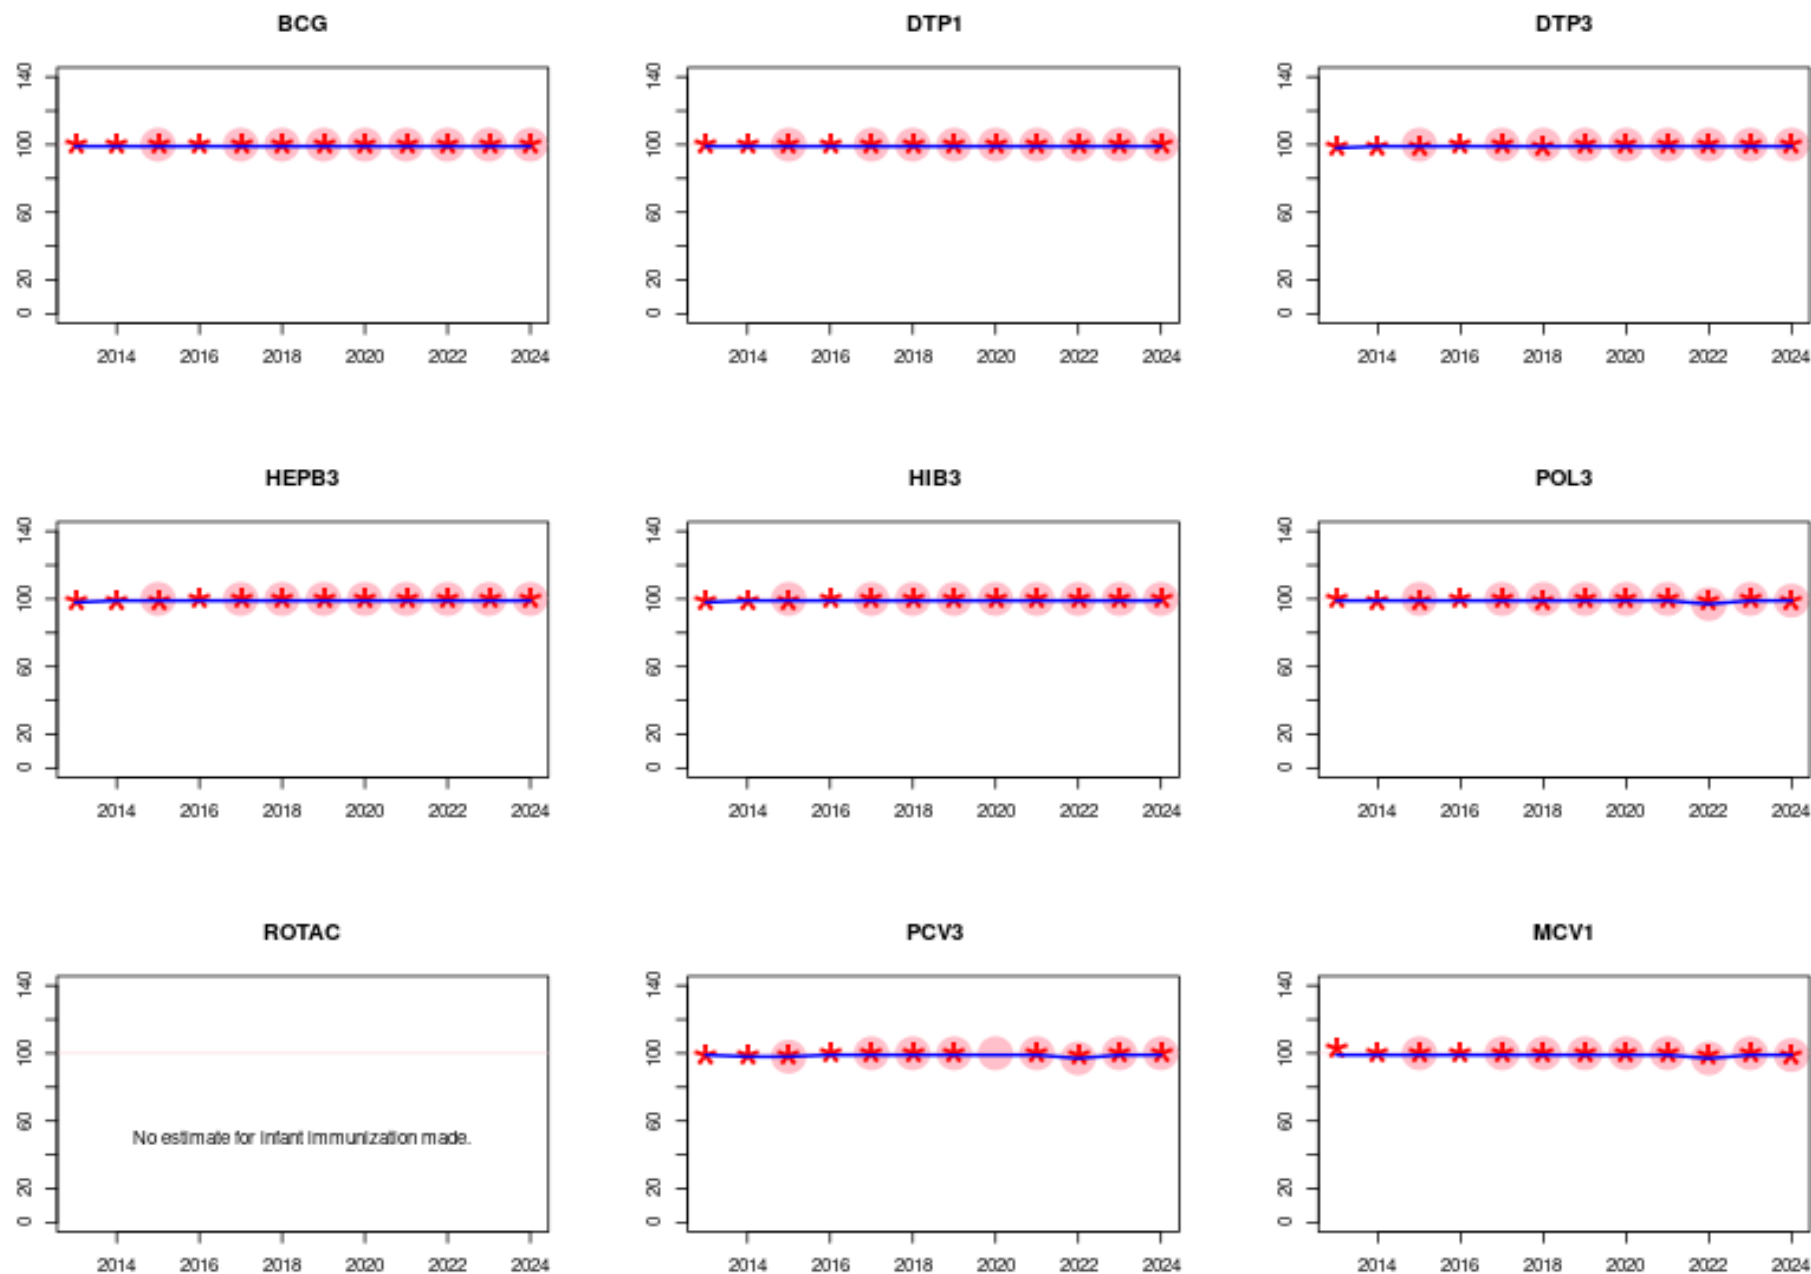 BCG DTP1 DTP3
140 140 140
100 100 100
60 60 60
20 20 20
0 0 0
2014 2016 2018 2020 2022 2024 2014 2016 2018 2020 2022 2024 2014 2016 2018 2020 2022 2024
HEPB3 HIB3 POL3
140 140 140
100 100 100
60 60 60
20 20 20
0 0 0
2014 2016 2018 2020 2022 2024 2014 2016 2018 2020 2022 2024 2014 2016 2018 2020 2022 2024
ROTAC PCV3 MCV1
140 140 140
100 100 100
60 60 60
No estimate for infant immunization made.
20 20 20
0 0 0
2014 2016 2018 2020 2022 2024 2014 2016 2018 2020 2022 2024 2014 2016 2018 2020 2022 2024